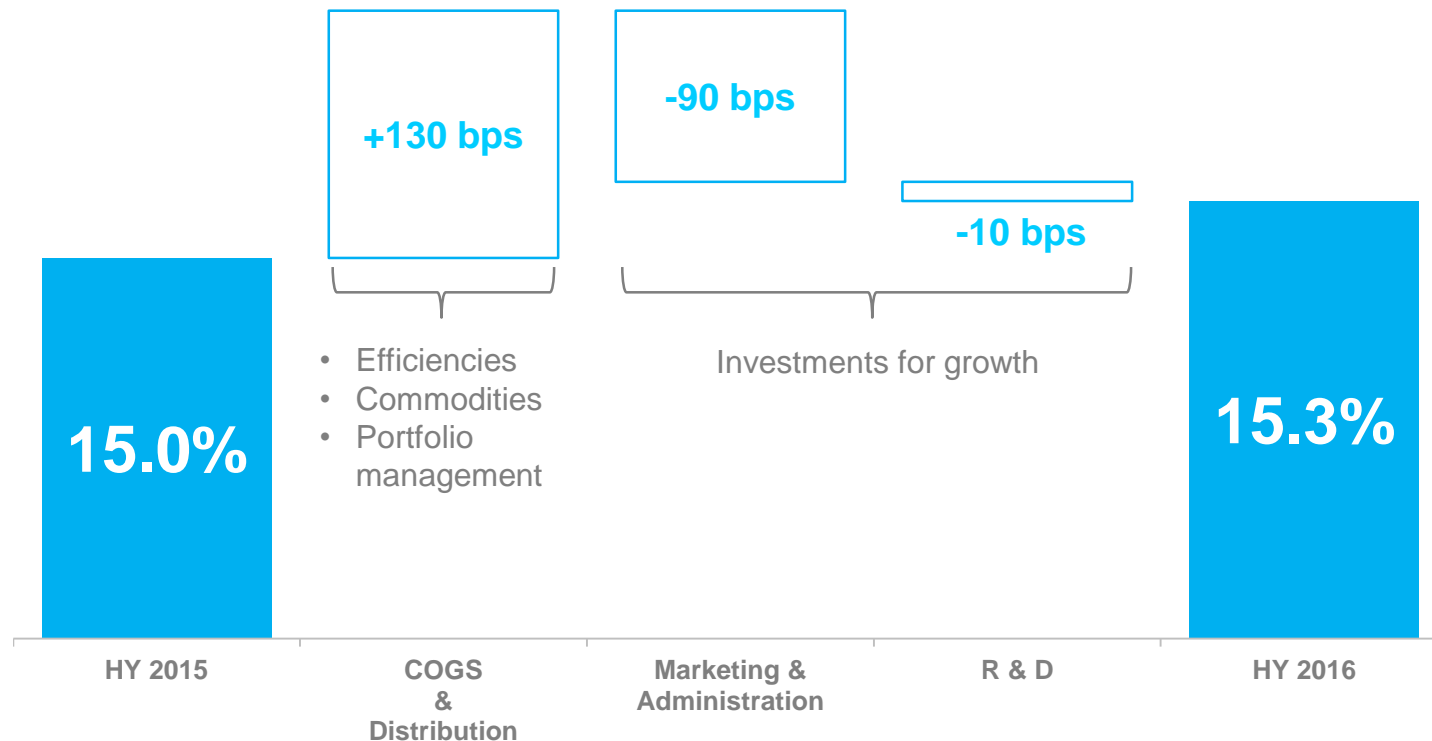 +130 bps
-90 bps
-10 bps
15.0%
• Efficiencies
• Commodities
• Portfolio
management
Investments for growth
15.3%
HY 2015
COGS
&
Distribution
Marketing &
Administration
R & D
HY 2016